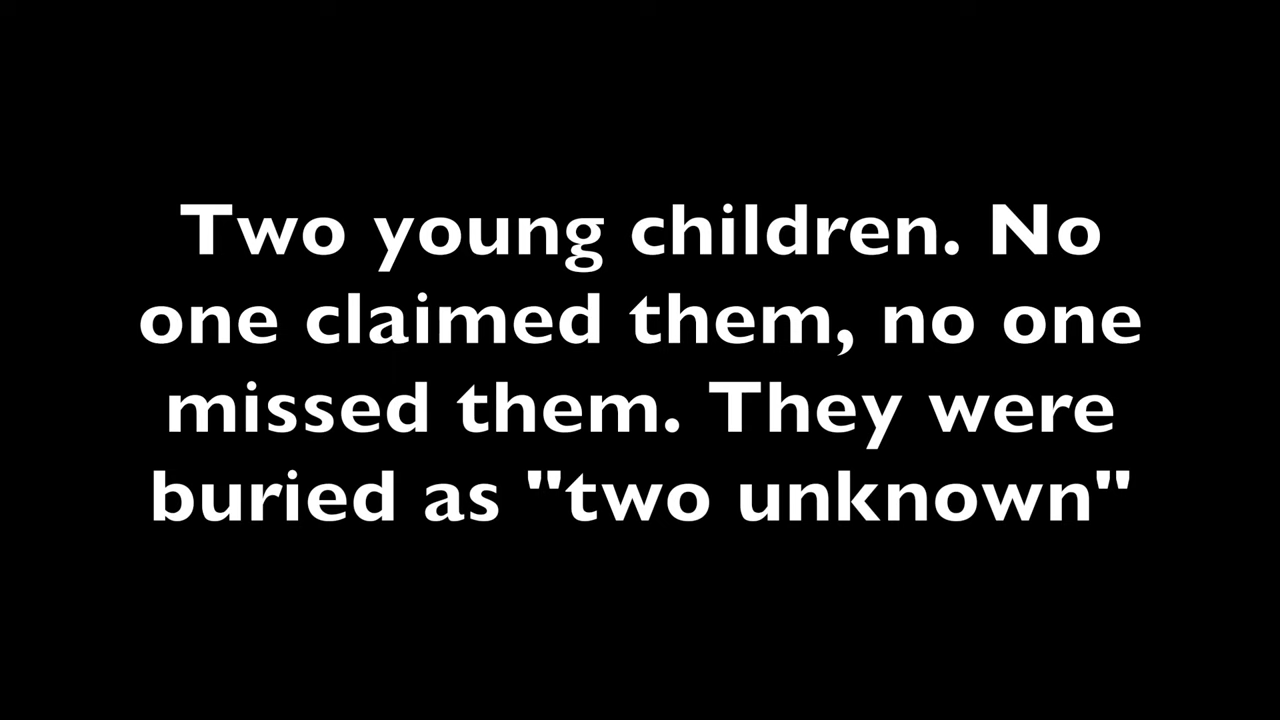 Two young children. No
one claimed them, no one
missed them. They were
buried as "two unknown"